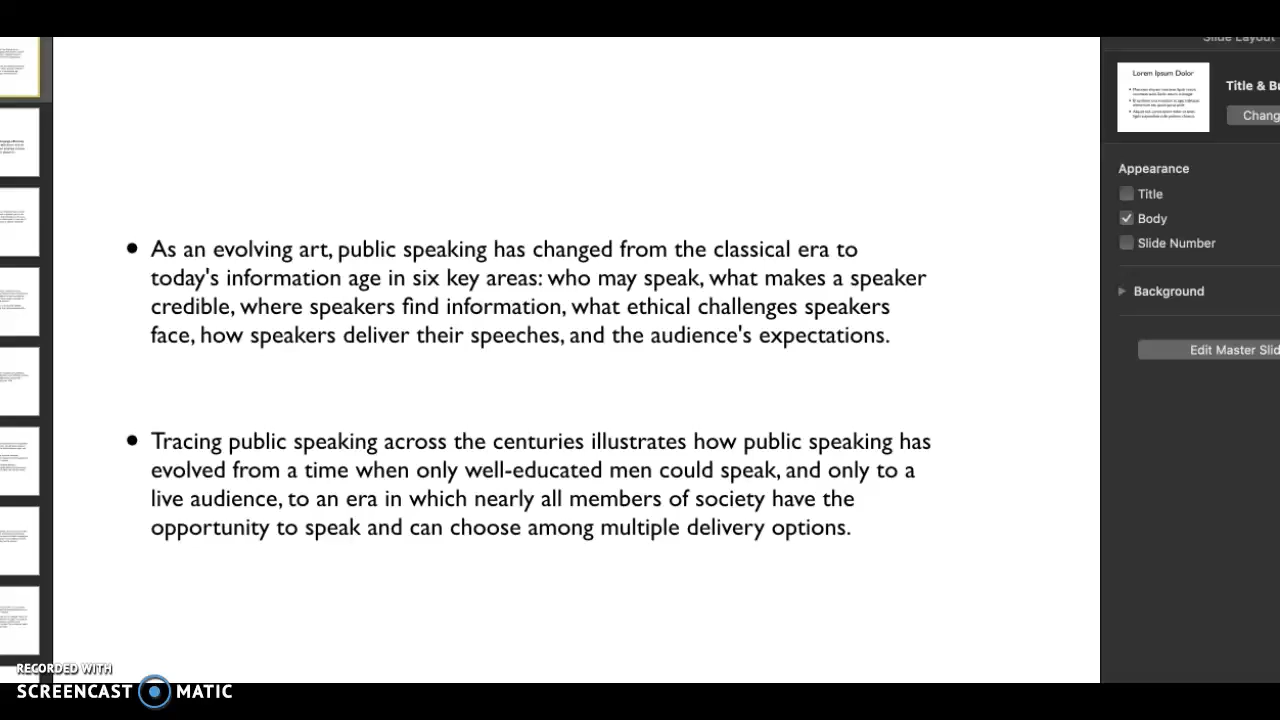 Slide Layout
Lorem Ipsum Dolor
Title & Bu
Chang
Appearance
Title
Body
Slide Number
Background
Edit Master Slid
• As an evolving art, public speaking has changed from the classical era to
today's information age in six key areas: who may speak, what makes a speaker
credible, where speakers find information, what ethical challenges speakers
face, how speakers deliver their speeches, and the audience's expectations.
• Tracing public speaking across the centuries illustrates how public speaking has
evolved from a time when only well-educated men could speak, and only to a
live audience, to an era in which nearly all members of society have the
opportunity to speak and can choose among multiple delivery options.
RECORDED WITH
SCREENCAST MATIC